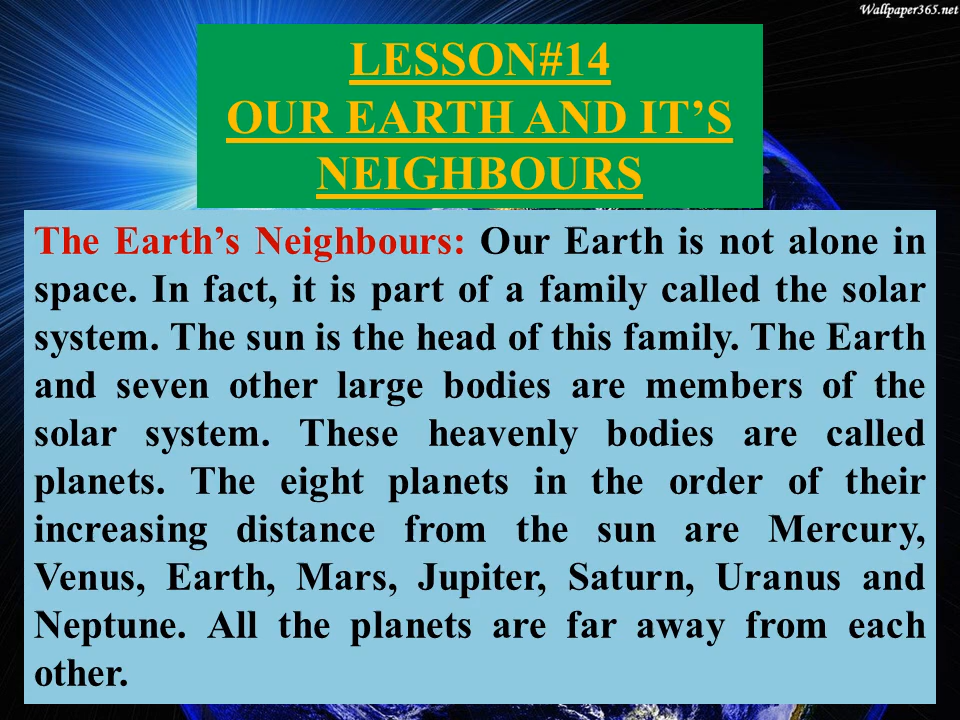 Wallpaper365.net
LESSON#14
OUR EARTH AND IT’S
NEIGHBOURS
The Earth’s Neighbours: Our Earth is not alone in
space. In fact, it is part of a family called the solar
system. The sun is the head of this family. The Earth
and seven other large bodies are members of the
solar system. These heavenly bodies are called
planets. The eight planets in the order of their
increasing distance from the sun are Mercury,
Venus, Earth, Mars, Jupiter, Saturn, Uranus and
Neptune. All the planets are far away from each
other.